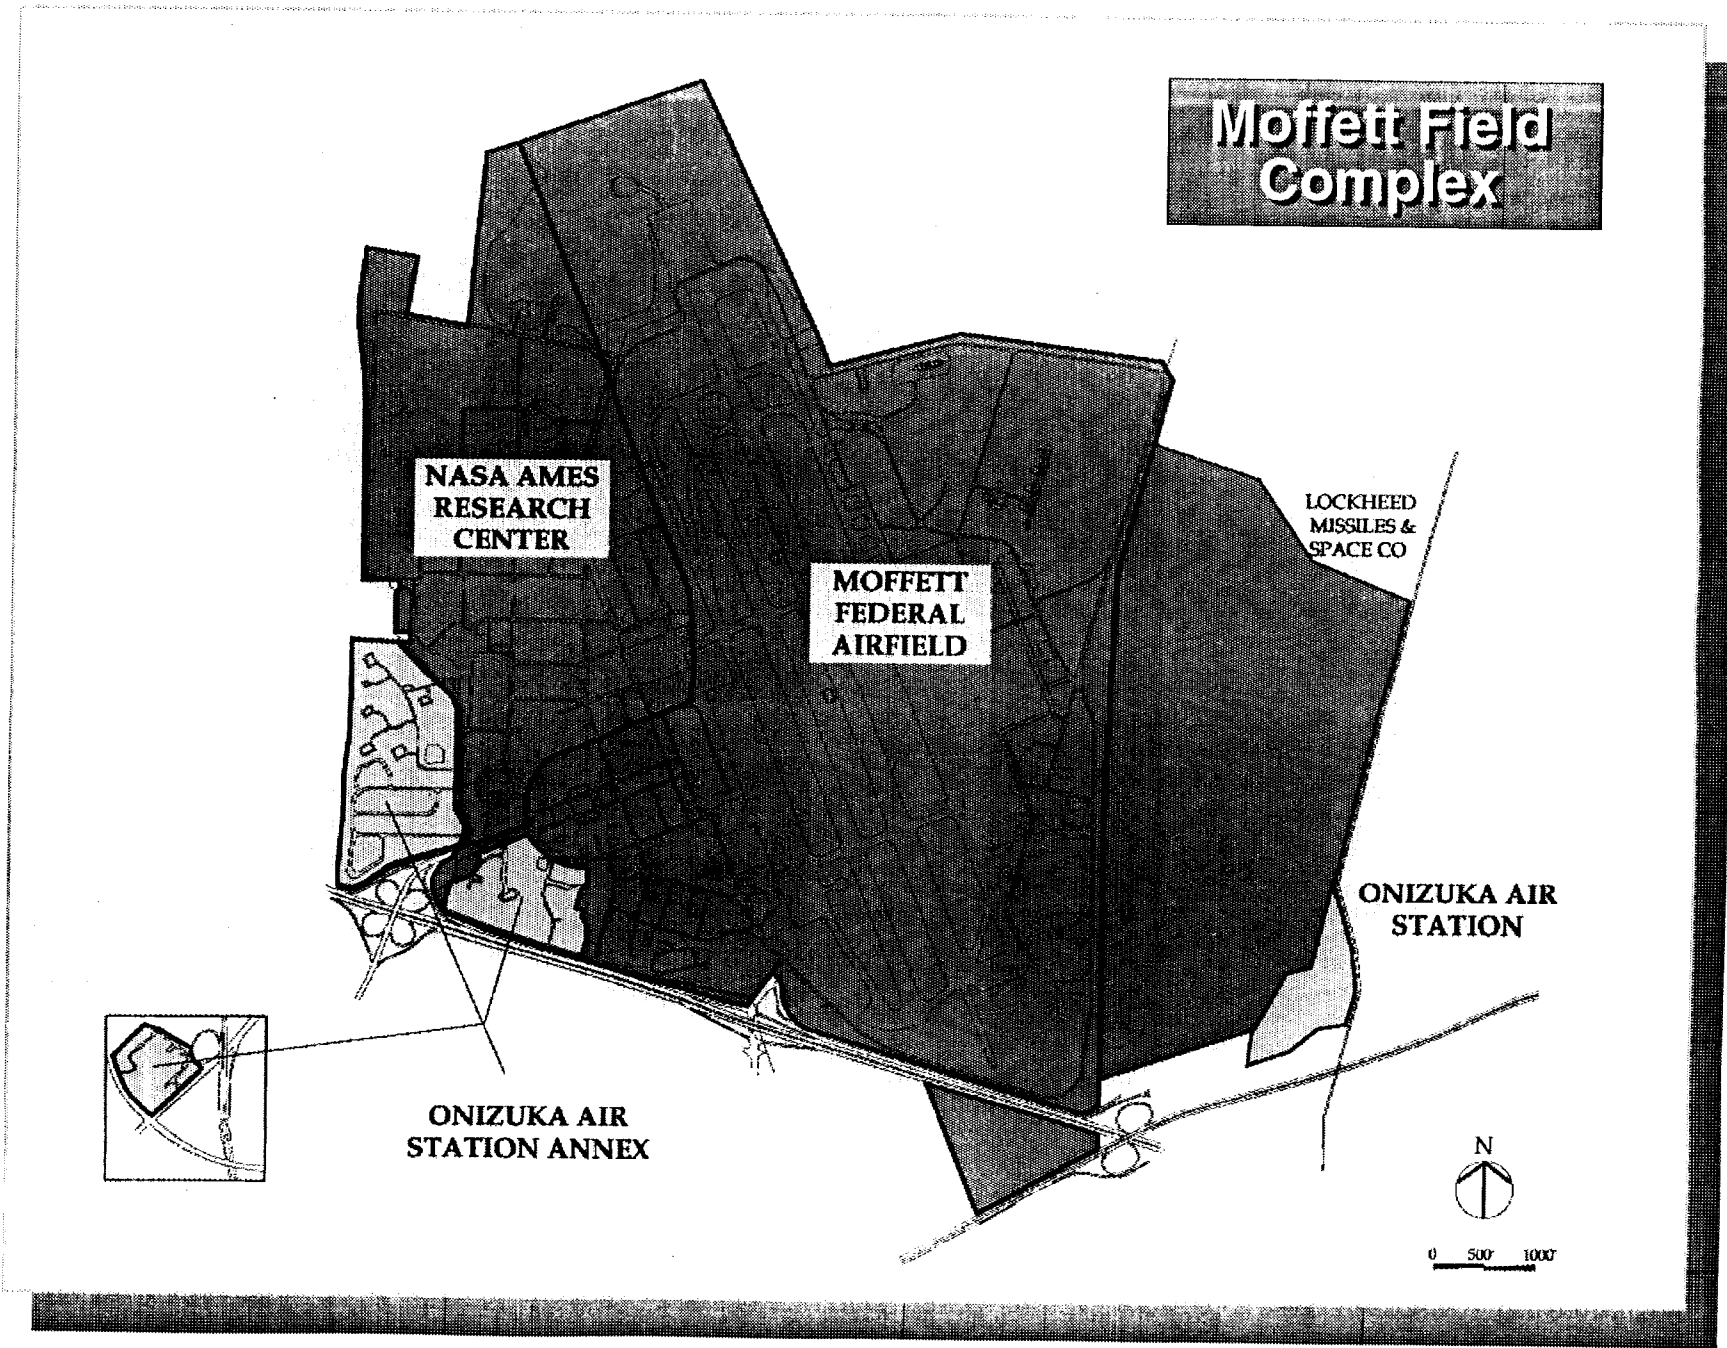 Moffett Field
Complex
NASA AMES
RESEARCH
CENTER
LOCKHEED
MISSILES &
SPACE CO
MOFFETT
FEDERAL
AIRFIELD
ONIZUKA AIR
STATION
ONIZUKA AIR
STATION ANNEX
N
0 500' 1000'